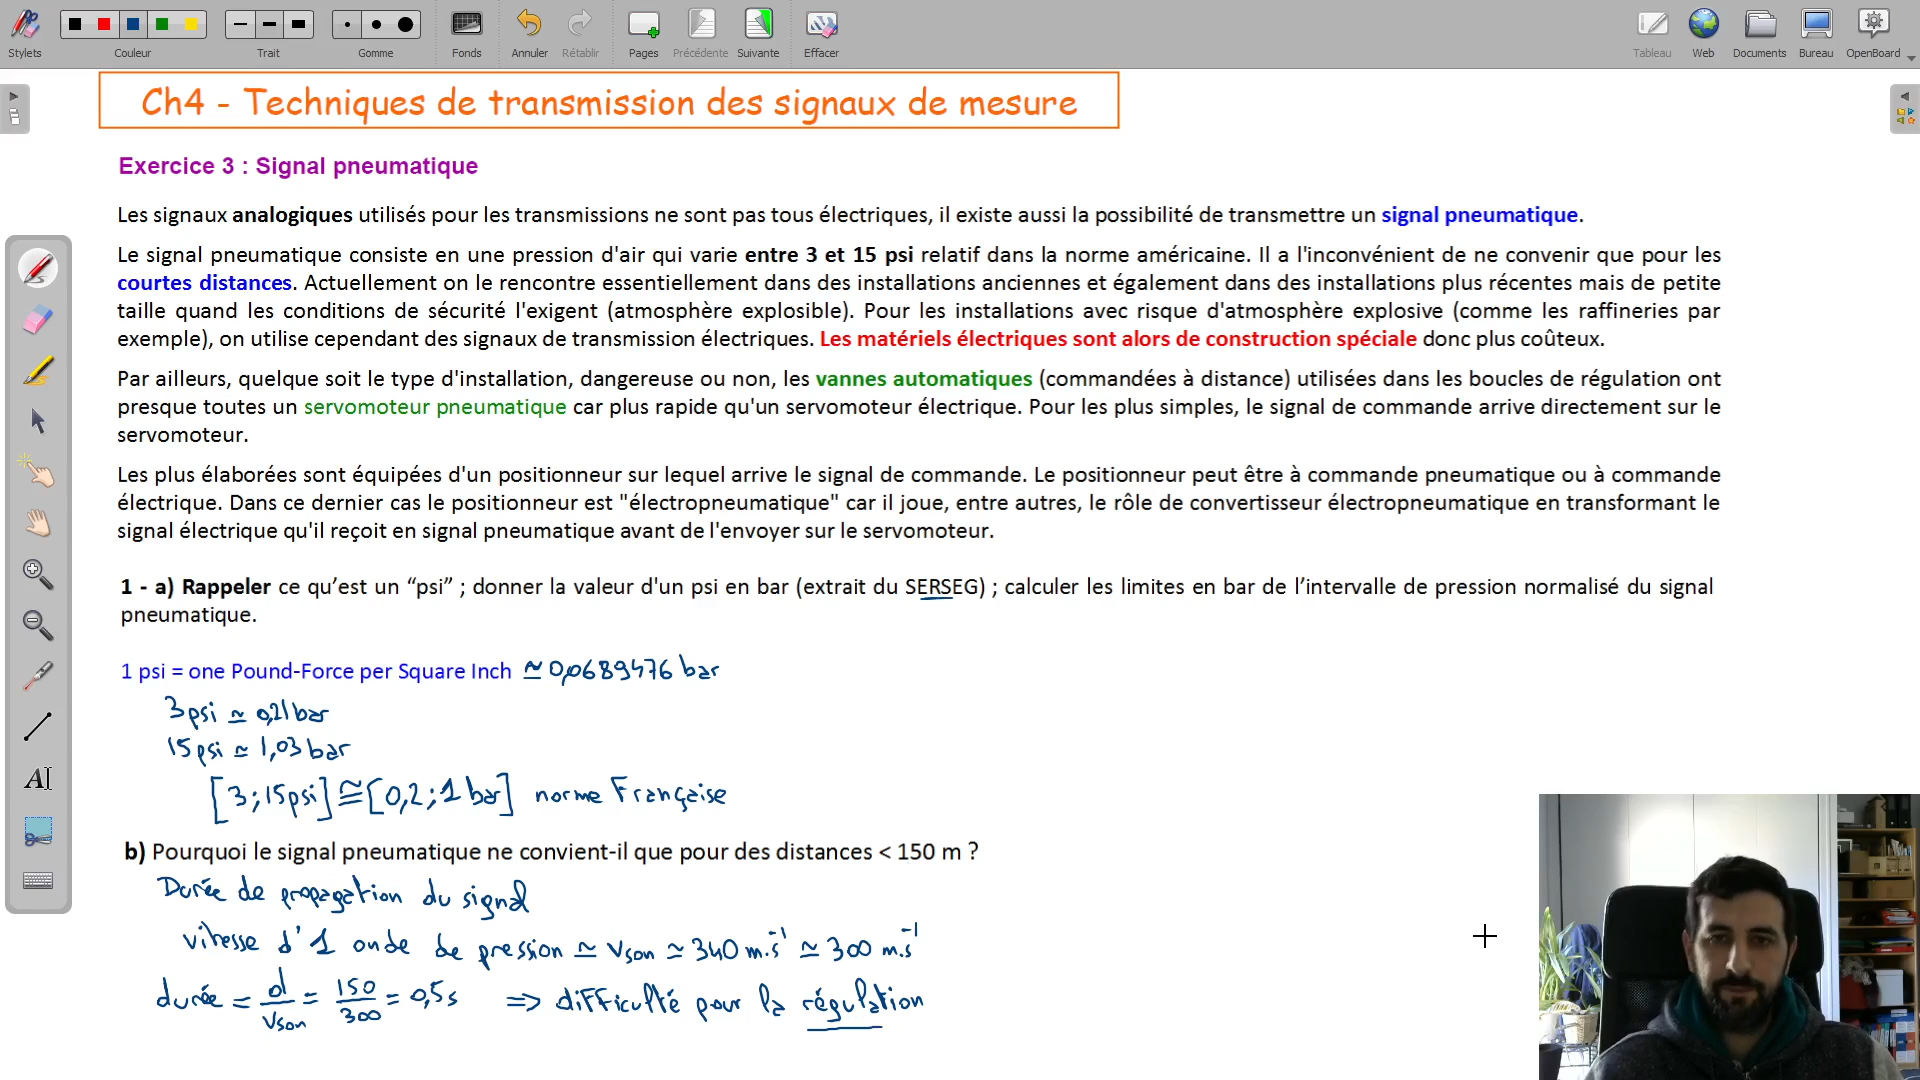 Stylets
Couleur
Trait
Gomme
Fonds
Annuler
Rétablir
Pages
Précédente
Suivante
Effacer
Tableau
Web
Documents
Bureau
OpenBoard
Ch4 - Techniques de transmission des signaux de mesure
Exercice 3 : Signal pneumatique
Les signaux analogiques utilisés pour les transmissions ne sont pas tous électriques, il existe aussi la possibilité de transmettre un signal pneumatique.
Le signal pneumatique consiste en une pression d'air qui varie entre 3 et 15 psi relatif dans la norme américaine. Il a l'inconvénient de ne convenir que pour les
courtes distances. Actuellement on le rencontre essentiellement dans des installations anciennes et également dans des installations plus récentes mais de petite
taille quand les conditions de sécurité l'exigent (atmosphère explosible). Pour les installations avec risque d'atmosphère explosive (comme les raffineries par
exemple), on utilise cependant des signaux de transmission électriques. Les matériels électriques sont alors de construction spéciale donc plus coûteux.
Par ailleurs, quelque soit le type d'installation, dangereuse ou non, les vannes automatiques (commandées à distance) utilisées dans les boucles de régulation ont
presque toutes un servomoteur pneumatique car plus rapide qu'un servomoteur électrique. Pour les plus simples, le signal de commande arrive directement sur le
servomoteur.
Les plus élaborées sont équipées d'un positionneur sur lequel arrive le signal de commande. Le positionneur peut être à commande pneumatique ou à commande
électrique. Dans ce dernier cas le positionneur est "électropneumatique" car il joue, entre autres, le rôle de convertisseur électropneumatique en transformant le
signal électrique qu'il reçoit en signal pneumatique avant de l'envoyer sur le servomoteur.
1 - a) Rappeler ce qu’est un “psi” ; donner la valeur d'un psi en bar (extrait du SERSEG) ; calculer les limites en bar de l’intervalle de pression normalisé du signal
pneumatique.
1 psi = one Pound-Force per Square Inch ≃ 0,0689476 bar
3 psi ≃ 0,21 bar
15 psi ≃ 1,03 bar
[3 ; 15 psi] ≅ [0,2 ; 1 bar] norme Française
b) Pourquoi le signal pneumatique ne convient-il que pour des distances < 150 m ?
Durée de propagation du signal
vitesse d'1 onde de pression ≃ vson ≃ 340 m.s⁻¹ ≃ 300 m.s⁻¹
durée = d/vson = 150/300 = 0,5s ⇒ difficulté pour la régulation